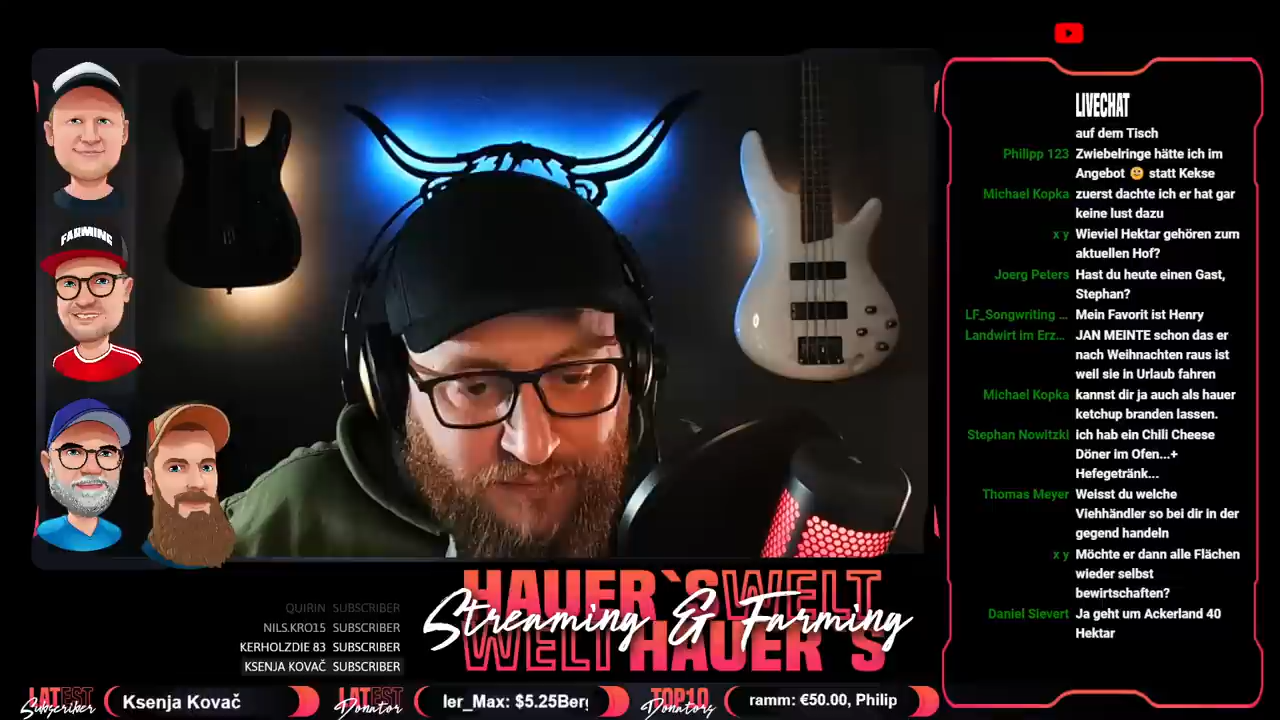 LIVECHAT
auf dem Tisch
Philipp 123 Zwiebelringe hätte ich im
Angebot 🙂 statt Kekse
Michael Kopka zuerst dachte ich er hat gar
keine lust dazu
x y Wieviel Hektar gehören zum
aktuellen Hof?
Joerg Peters Hast du heute einen Gast,
Stephan?
LF_Songwriting ... Mein Favorit ist Henry
Landwirt im Erz... JAN MEINTE schon das er
nach Weihnachten raus ist
weil sie in Urlaub fahren
Michael Kopka kannst dir ja auch als hauer
ketchup branden lassen.
Stephan Nowitzki ich hab ein Chili Cheese
Döner im Ofen...+
Hefegetränk...
Thomas Meyer Weisst du welche
Viehhändler so bei dir in der
gegend handeln
x y Möchte er dann alle Flächen
wieder selbst
bewirtschaften?
Daniel Sievert Ja geht um Ackerland 40
Hektar
FARMING
QUIRIN SUBSCRIBER
NILS.KRO15 SUBSCRIBER
KERHOLZDIE 83 SUBSCRIBER
KSENJA KOVAČ SUBSCRIBER
HAUER`S WELT
Streaming & Farming
WELT HAUER`S
LATEST
Subscriber
Ksenja Kovač
LATEST
Donator
ler_Max: $5.25Berg
TOP10
Donators
ramm: €50.00, Philip